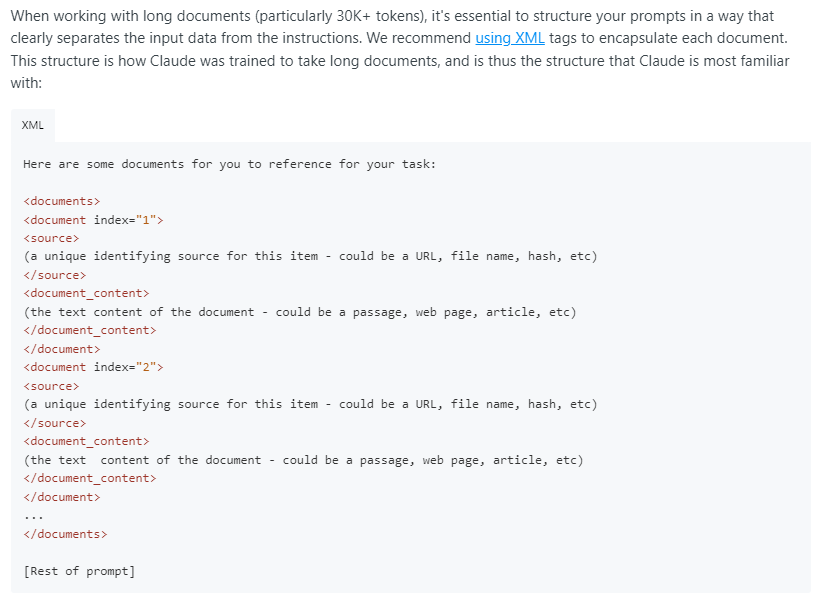 When working with long documents (particularly 30K+ tokens), it's essential to structure your prompts in a way that
clearly separates the input data from the instructions. We recommend using XML tags to encapsulate each document.
This structure is how Claude was trained to take long documents, and is thus the structure that Claude is most familiar
with:
XML
Here are some documents for you to reference for your task:
<documents>
<document index="1">
<source>
(a unique identifying source for this item - could be a URL, file name, hash, etc)
</source>
<document_content>
(the text content of the document - could be a passage, web page, article, etc)
</document_content>
</document>
<document index="2">
<source>
(a unique identifying source for this item - could be a URL, file name, hash, etc)
</source>
<document_content>
(the text  content of the document - could be a passage, web page, article, etc)
</document_content>
</document>
...
</documents>
[Rest of prompt]